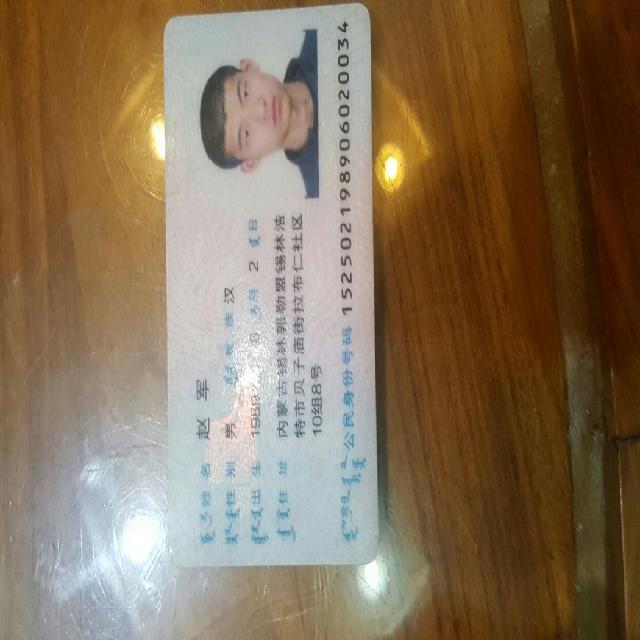 姓名 赵军
性别 男 民族 汉
出生 1989 年 6 月 2 日
住址 内蒙古锡林郭勒盟锡林浩
特市贝子庙街拉布仁社区
10组8号
公民身份号码 152502198906020034